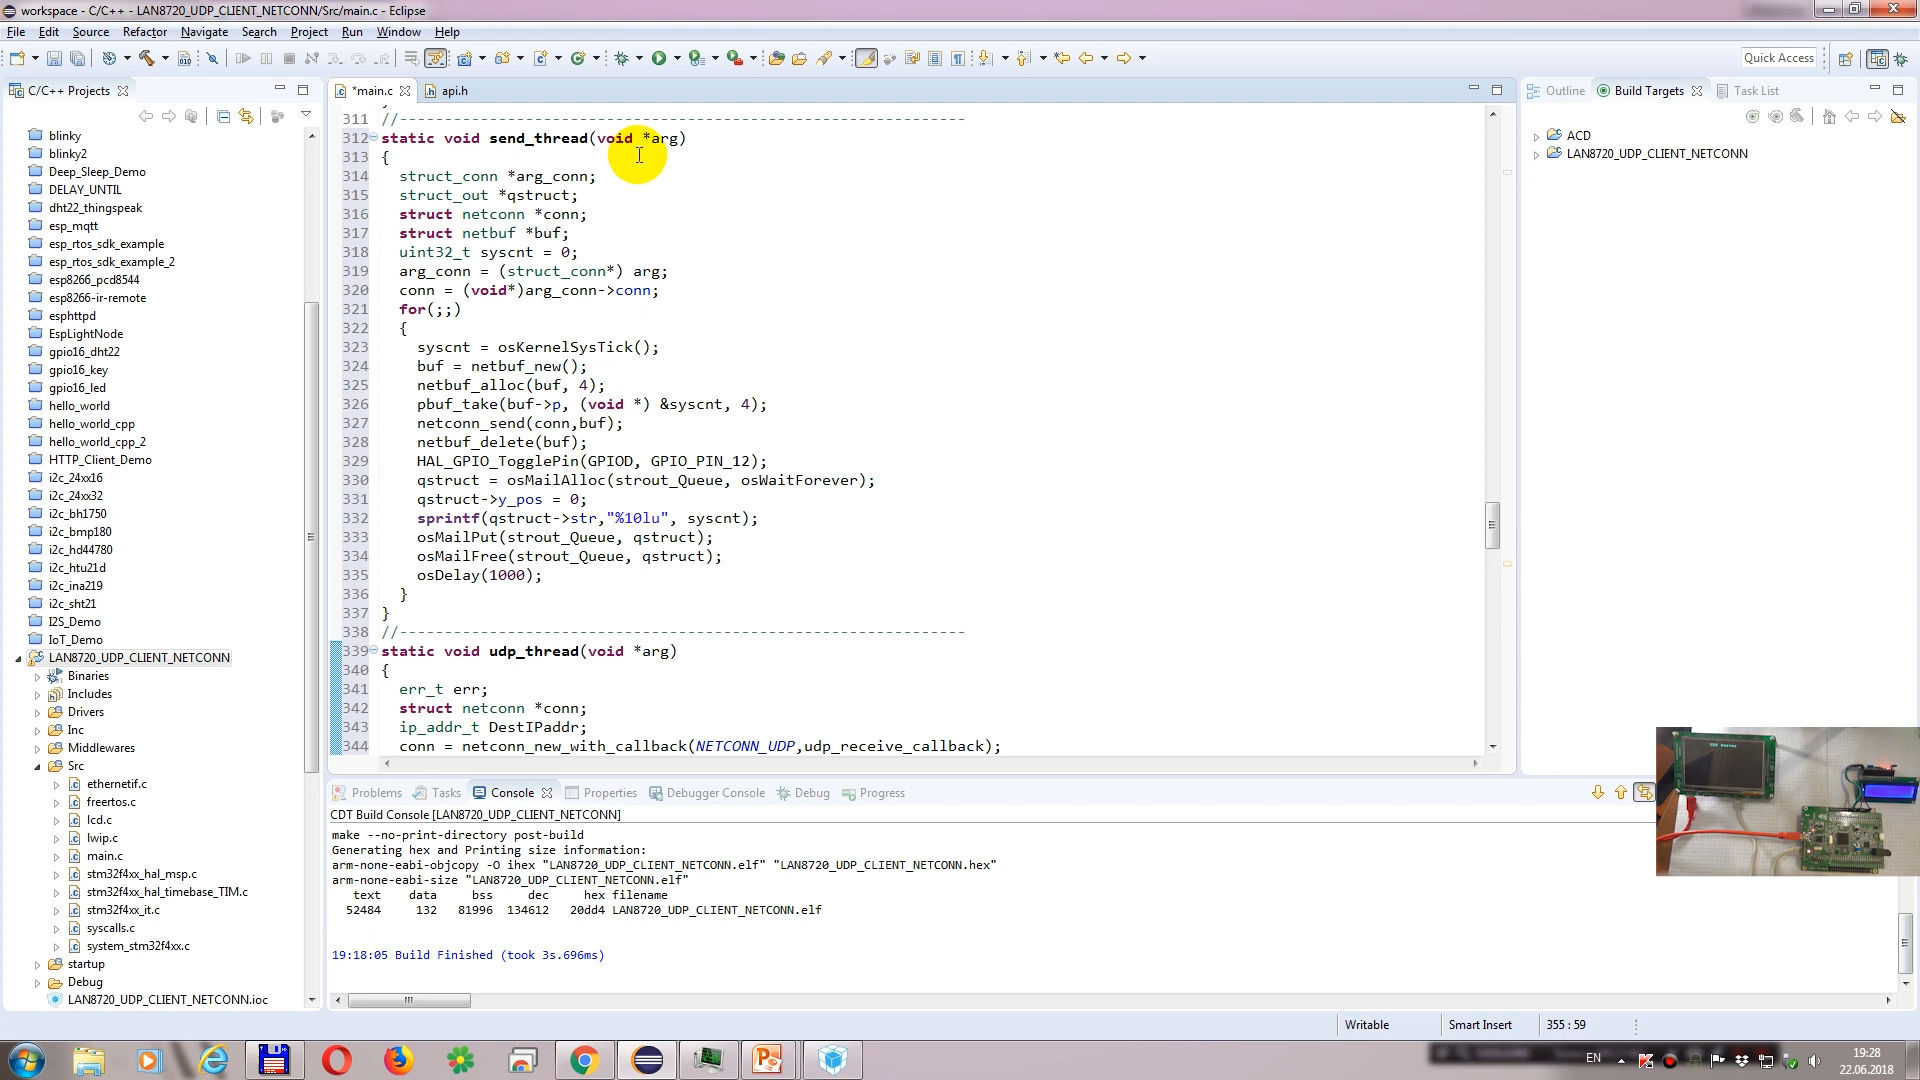 workspace - C/C++ - LAN8720_UDP_CLIENT_NETCONN/Src/main.c - Eclipse
File Edit Source Refactor Navigate Search Project Run Window Help
Quick Access
C/C++ Projects
*main.c
api.h
Outline
Build Targets
Task List
blinky
blinky2
Deep_Sleep_Demo
DELAY_UNTIL
dht22_thingspeak
esp_mqtt
esp_rtos_sdk_example
esp_rtos_sdk_example_2
esp8266_pcd8544
esp8266-ir-remote
esphttpd
EspLightNode
gpio16_dht22
gpio16_key
gpio16_led
hello_world
hello_world_cpp
hello_world_cpp_2
HTTP_Client_Demo
i2c_24xx16
i2c_24xx32
i2c_bh1750
i2c_bmp180
i2c_hd44780
i2c_htu21d
i2c_ina219
i2c_sht21
I2S_Demo
IoT_Demo
LAN8720_UDP_CLIENT_NETCONN
Binaries
Includes
Drivers
Inc
Middlewares
Src
ethernetif.c
freertos.c
lcd.c
lwip.c
main.c
stm32f4xx_hal_msp.c
stm32f4xx_hal_timebase_TIM.c
stm32f4xx_it.c
syscalls.c
system_stm32f4xx.c
startup
Debug
LAN8720_UDP_CLIENT_NETCONN.ioc
311 //---------------------------------------------------------------
312 static void send_thread(void *arg)
313 {
314 struct_conn *arg_conn;
315 struct_out *qstruct;
316 struct netconn *conn;
317 struct netbuf *buf;
318 uint32_t syscnt = 0;
319 arg_conn = (struct_conn*) arg;
320 conn = (void*)arg_conn->conn;
321 for(;;)
322 {
323 syscnt = osKernelSysTick();
324 buf = netbuf_new();
325 netbuf_alloc(buf, 4);
326 pbuf_take(buf->p, (void *) &syscnt, 4);
327 netconn_send(conn,buf);
328 netbuf_delete(buf);
329 HAL_GPIO_TogglePin(GPIOD, GPIO_PIN_12);
330 qstruct = osMailAlloc(strout_Queue, osWaitForever);
331 qstruct->y_pos = 0;
332 sprintf(qstruct->str,"%10lu", syscnt);
333 osMailPut(strout_Queue, qstruct);
334 osMailFree(strout_Queue, qstruct);
335 osDelay(1000);
336 }
337 }
338 //---------------------------------------------------------------
339 static void udp_thread(void *arg)
340 {
341 err_t err;
342 struct netconn *conn;
343 ip_addr_t DestIPaddr;
344 conn = netconn_new_with_callback(NETCONN_UDP,udp_receive_callback);
ACD
LAN8720_UDP_CLIENT_NETCONN
Problems Tasks Console Properties Debugger Console Debug Progress
CDT Build Console [LAN8720_UDP_CLIENT_NETCONN]
make --no-print-directory post-build
Generating hex and Printing size information:
arm-none-eabi-objcopy -O ihex "LAN8720_UDP_CLIENT_NETCONN.elf" "LAN8720_UDP_CLIENT_NETCONN.hex"
arm-none-eabi-size "LAN8720_UDP_CLIENT_NETCONN.elf"
text data bss dec hex filename
52484 132 81996 134612 20dd4 LAN8720_UDP_CLIENT_NETCONN.elf
19:18:05 Build Finished (took 3s.696ms)
Writable
Smart Insert
355 : 59
EN
19:28
22.06.2018